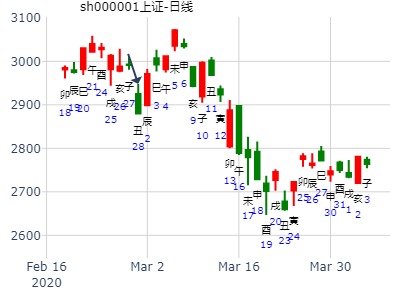 sh000001上证-日线
3100
3000
2900
2800
2700
2600
卯
18
辰
19
巳
20
午
21
酉
24
戌
25
亥
26
子
27
丑
28
辰
2
巳
3
午
4
未
5
申
6
亥
9
子
10
丑
11
寅
12
卯
13
午
16
未
17
申
18
酉
19
戌
20
丑
23
寅
24
卯
25
辰
26
巳
27
申
30
酉
31
戌
1
亥
2
子
3
Feb 16
2020
Mar 2
Mar 16
Mar 30